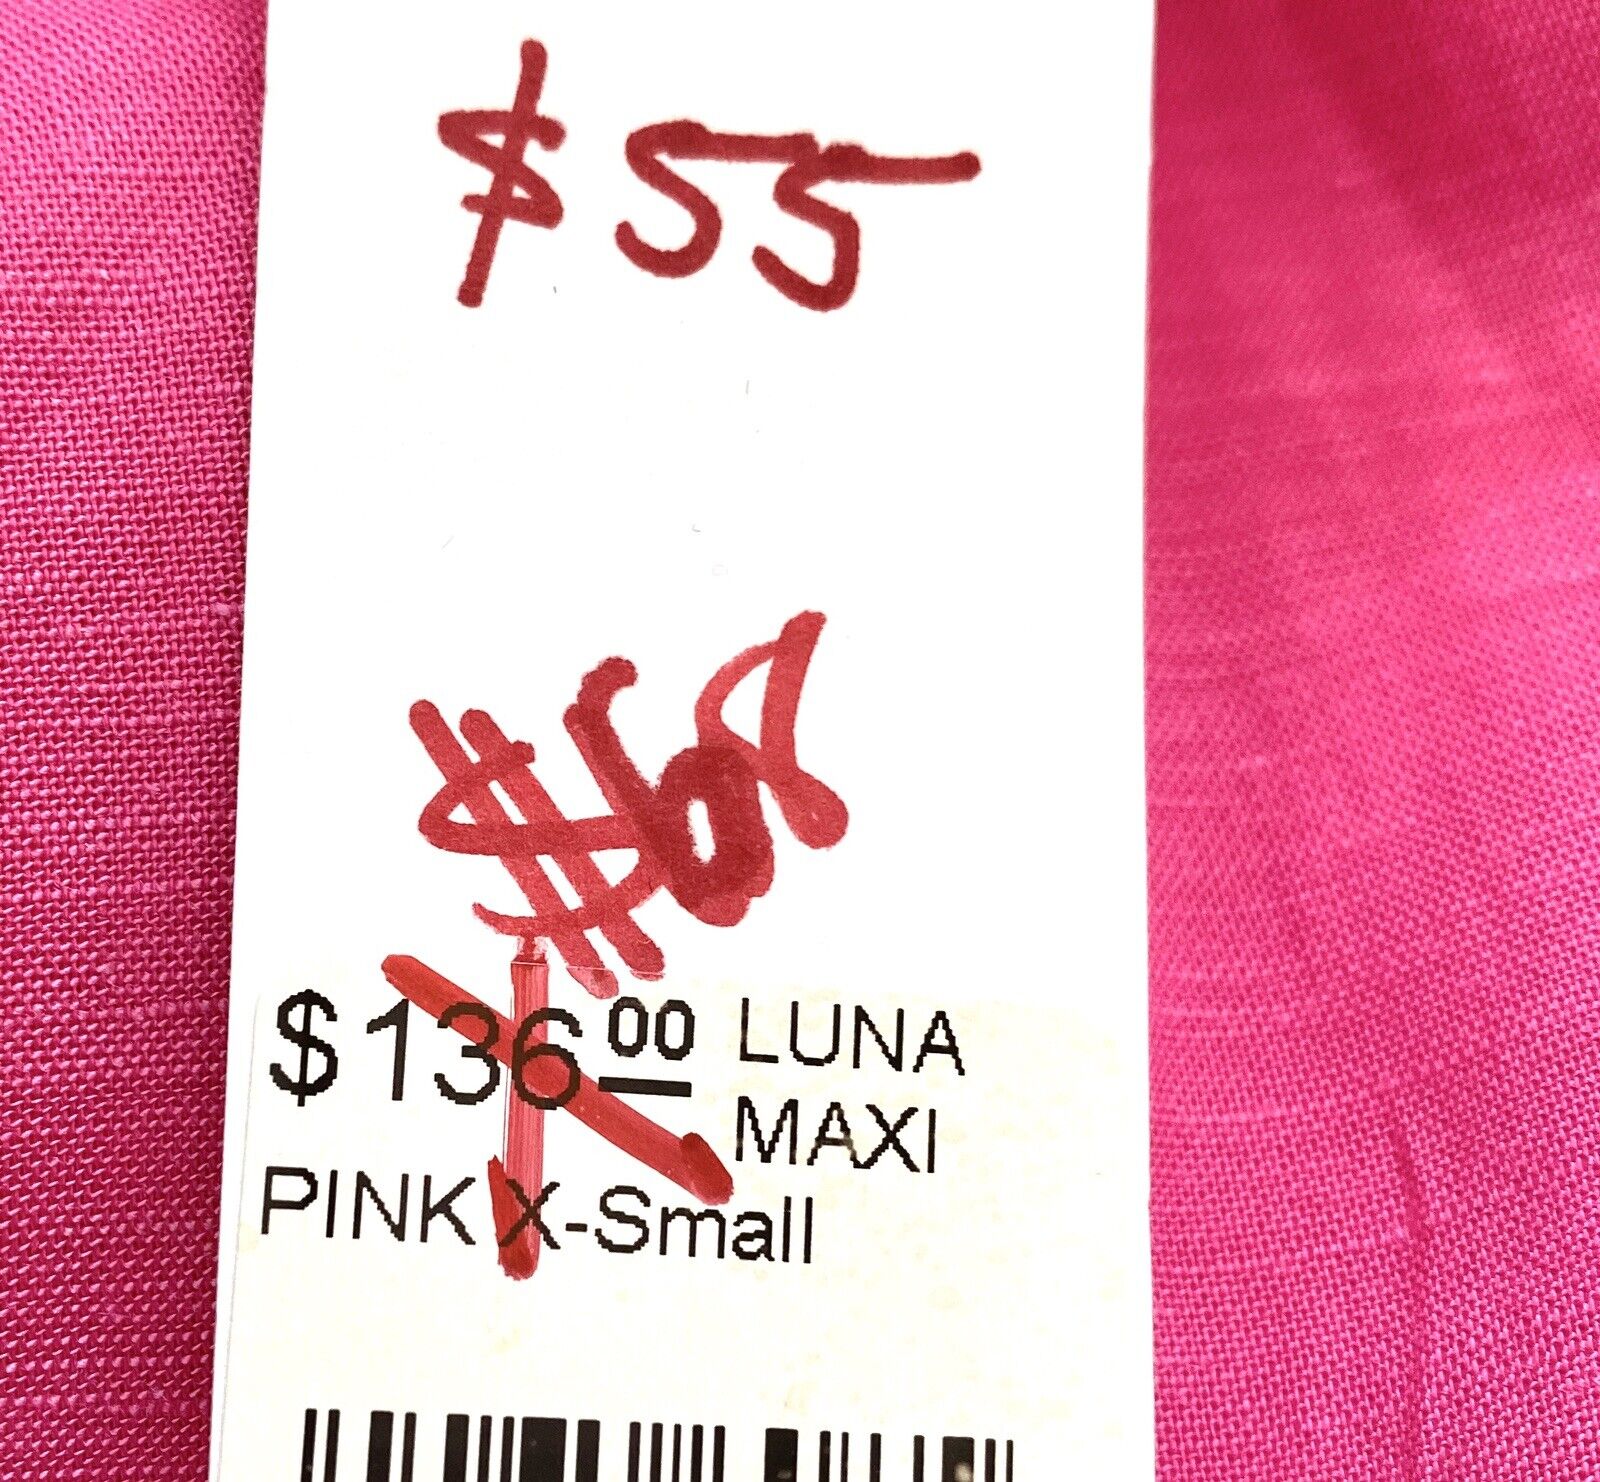 $55
$68
$136.00 LUNA
MAXI
PINK X-Small